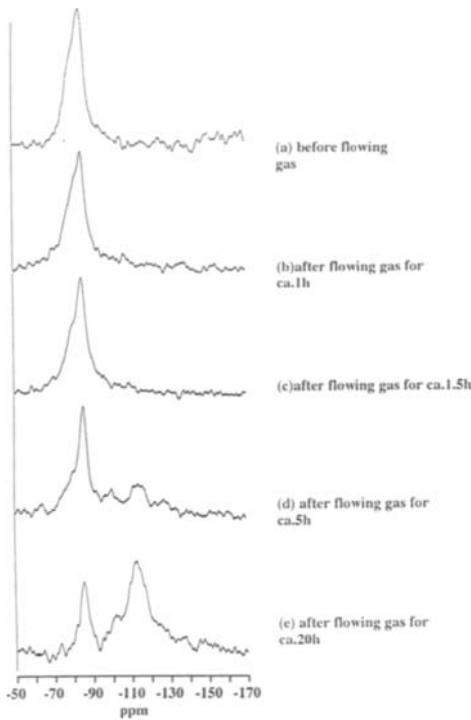 (a) before flowing
gas
(b)after flowing gas for
ca.1h
(c)after flowing gas for ca.1.5h
(d) after flowing gas for
ca.5h
(e) after flowing gas for
ca.20h
-50 -70 -90 -110 -130 -150 -170
ppm